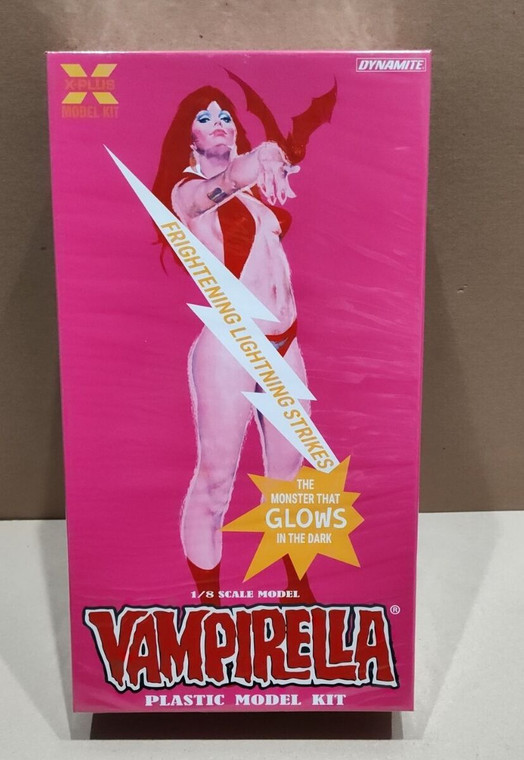 X-PLUS
MODEL KIT
DYNAMITE
FRIGHTENING LIGHTNING STRIKES
THE
MONSTER THAT
GLOWS
IN THE DARK
1/8 SCALE MODEL
VAMPIRELLA®
PLASTIC MODEL KIT